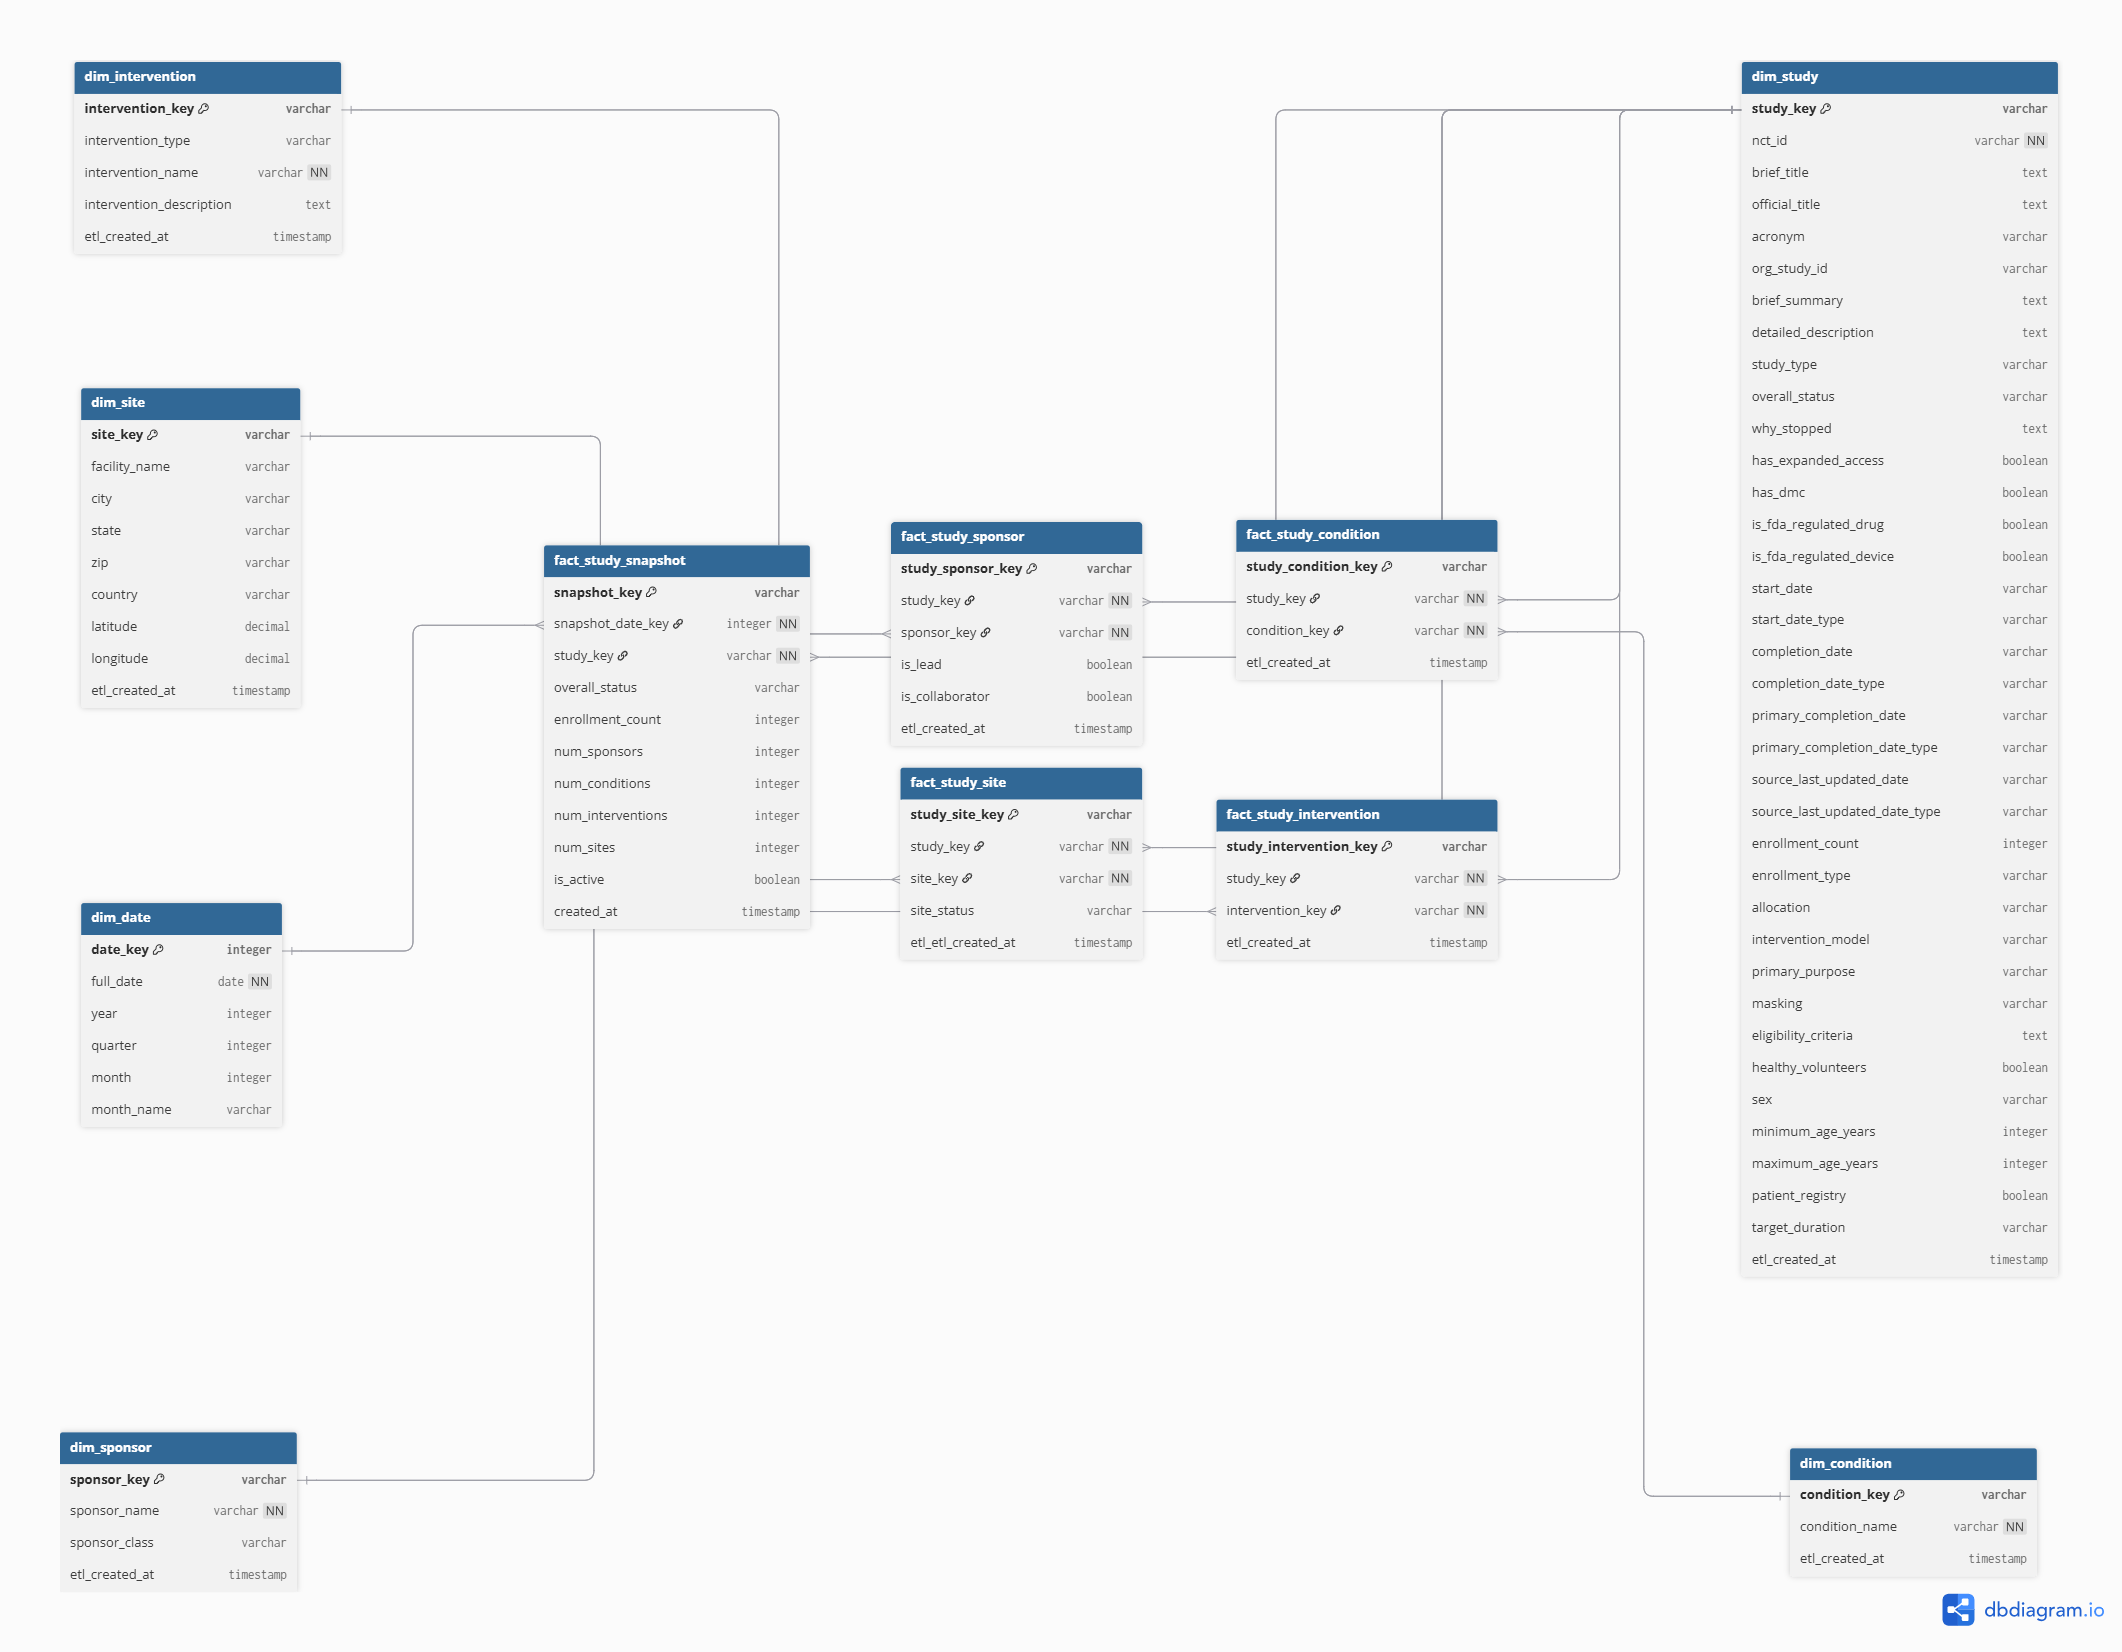 dim_intervention
intervention_key varchar
intervention_type varchar
intervention_name varchar NN
intervention_description text
etl_created_at timestamp
dim_site
site_key varchar
facility_name varchar
city varchar
state varchar
zip varchar
country varchar
latitude decimal
longitude decimal
etl_created_at timestamp
dim_date
date_key integer
full_date date NN
year integer
quarter integer
month integer
month_name varchar
dim_sponsor
sponsor_key varchar
sponsor_name varchar NN
sponsor_class varchar
etl_created_at timestamp
fact_study_snapshot
snapshot_key varchar
snapshot_date_key integer NN
study_key varchar NN
overall_status varchar
enrollment_count integer
num_sponsors integer
num_conditions integer
num_interventions integer
num_sites integer
is_active boolean
created_at timestamp
fact_study_sponsor
study_sponsor_key varchar
study_key varchar NN
sponsor_key varchar NN
is_lead boolean
is_collaborator boolean
etl_created_at timestamp
fact_study_site
study_site_key varchar
study_key varchar NN
site_key varchar NN
site_status varchar
etl_etl_created_at timestamp
fact_study_condition
study_condition_key varchar
study_key varchar NN
condition_key varchar NN
etl_created_at timestamp
fact_study_intervention
study_intervention_key varchar
study_key varchar NN
intervention_key varchar NN
etl_created_at timestamp
dim_study
study_key varchar
nct_id varchar NN
brief_title text
official_title text
acronym varchar
org_study_id varchar
brief_summary text
detailed_description text
study_type varchar
overall_status varchar
why_stopped text
has_expanded_access boolean
has_dmc boolean
is_fda_regulated_drug boolean
is_fda_regulated_device boolean
start_date varchar
start_date_type varchar
completion_date varchar
completion_date_type varchar
primary_completion_date varchar
primary_completion_date_type varchar
source_last_updated_date varchar
source_last_updated_date_type varchar
enrollment_count integer
enrollment_type varchar
allocation varchar
intervention_model varchar
primary_purpose varchar
masking varchar
eligibility_criteria text
healthy_volunteers boolean
sex varchar
minimum_age_years integer
maximum_age_years integer
patient_registry boolean
target_duration varchar
etl_created_at timestamp
dim_condition
condition_key varchar
condition_name varchar NN
etl_created_at timestamp
dbdiagram.io